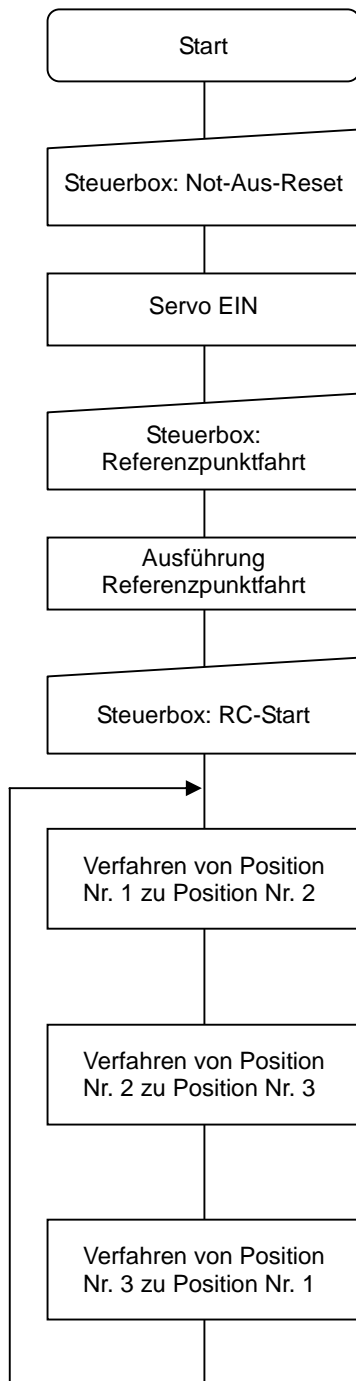 Start
Steuerbox: Not-Aus-Reset
Servo EIN
Steuerbox:
Referenzpunktfahrt
Ausführung
Referenzpunktfahrt
Steuerbox: RC-Start
Verfahren von Position
Nr. 1 zu Position Nr. 2
Verfahren von Position
Nr. 2 zu Position Nr. 3
Verfahren von Position
Nr. 3 zu Position Nr. 1